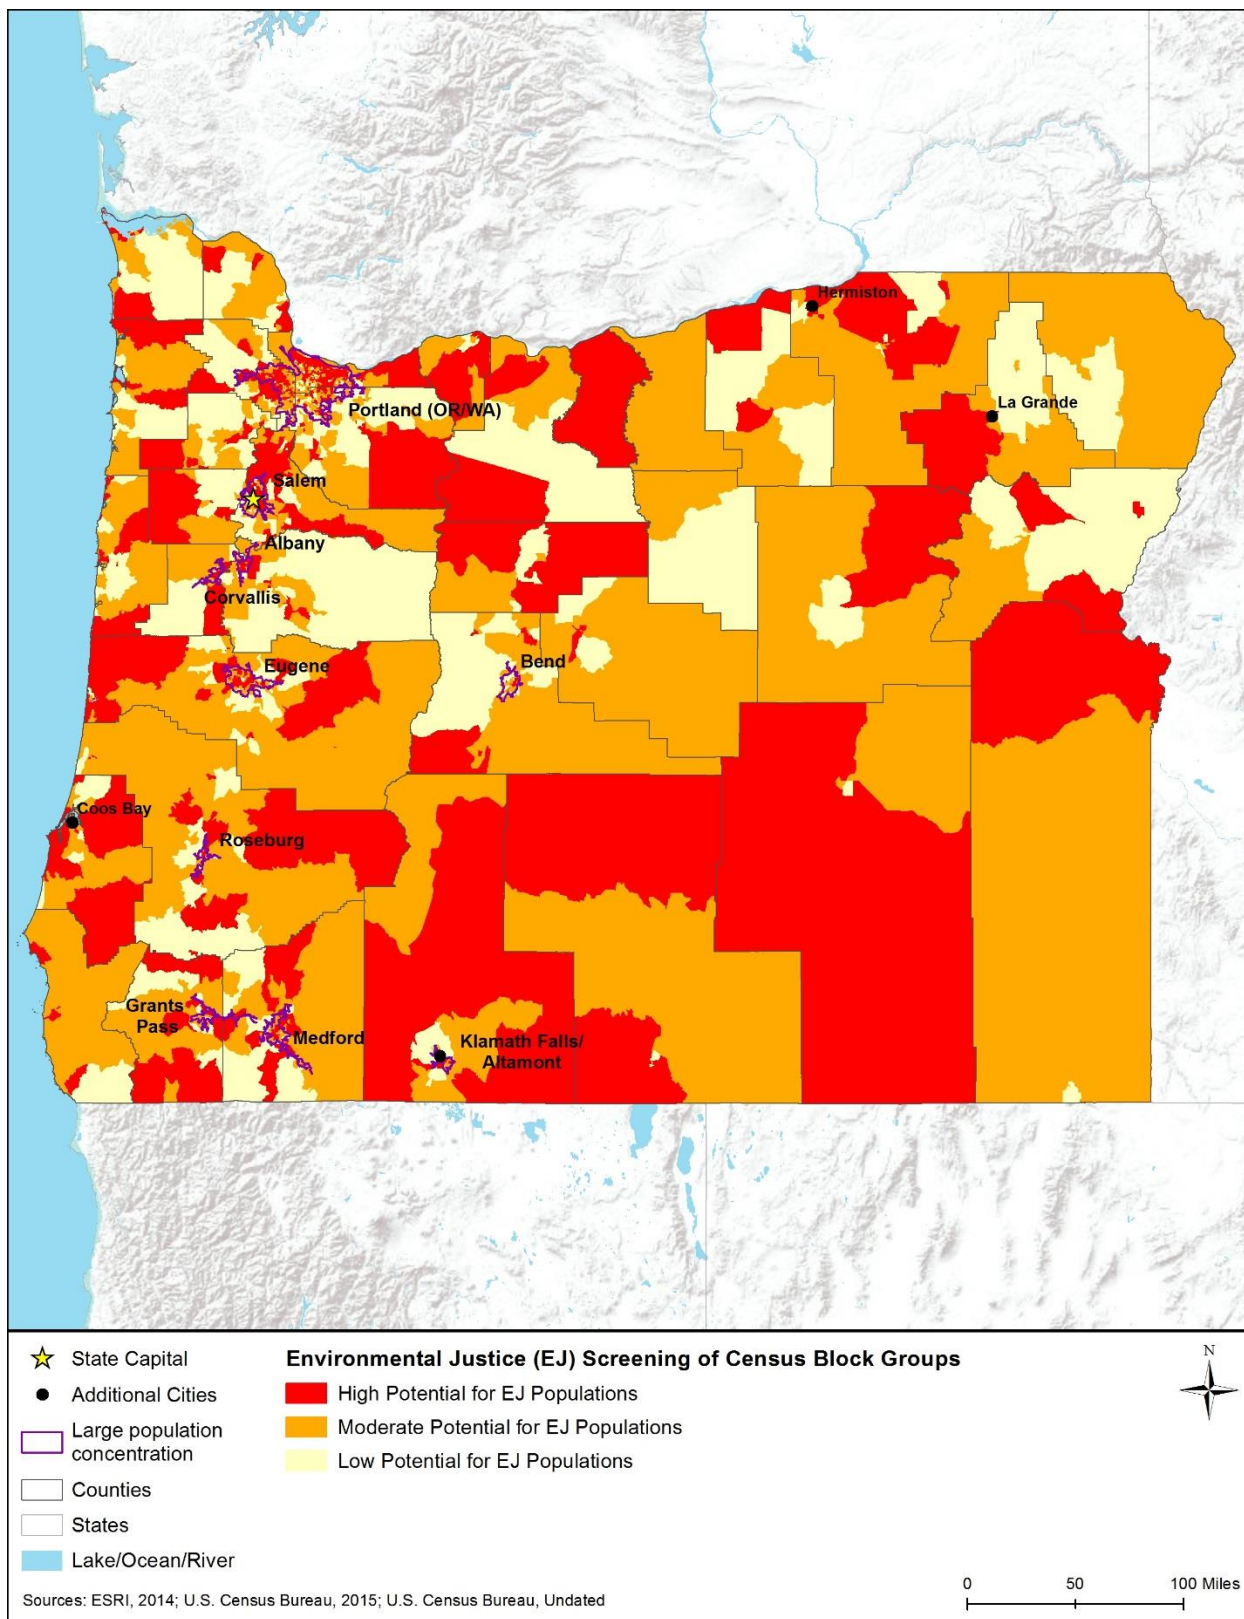 Hermiston
La Grande
Portland (OR/WA)
Salem
Albany
Corvallis
Eugene
Bend
Coos Bay
Roseburg
Grants
Pass
Medford
Klamath Falls/
Altamont
State Capital
Additional Cities
Large population
concentration
Counties
States
Lake/Ocean/River
Environmental Justice (EJ) Screening of Census Block Groups
High Potential for EJ Populations
Moderate Potential for EJ Populations
Low Potential for EJ Populations
N
0 50 100 Miles
Sources: ESRI, 2014; U.S. Census Bureau, 2015; U.S. Census Bureau, Undated